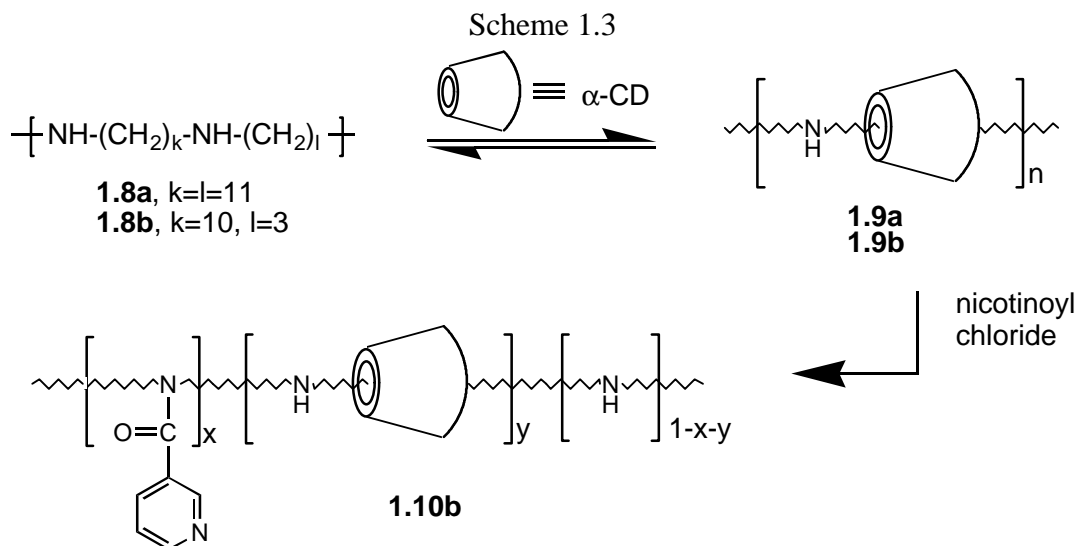 Scheme 1.3
≡ α-CD
[ NH-(CH2)k-NH-(CH2)l ]
1.8a, k=l=11
1.8b, k=10, l=3
N
H
n
1.9a
1.9b
nicotinoyl
chloride
N
x
N
H
y
N
H
1-x-y
O=C
N
1.10b